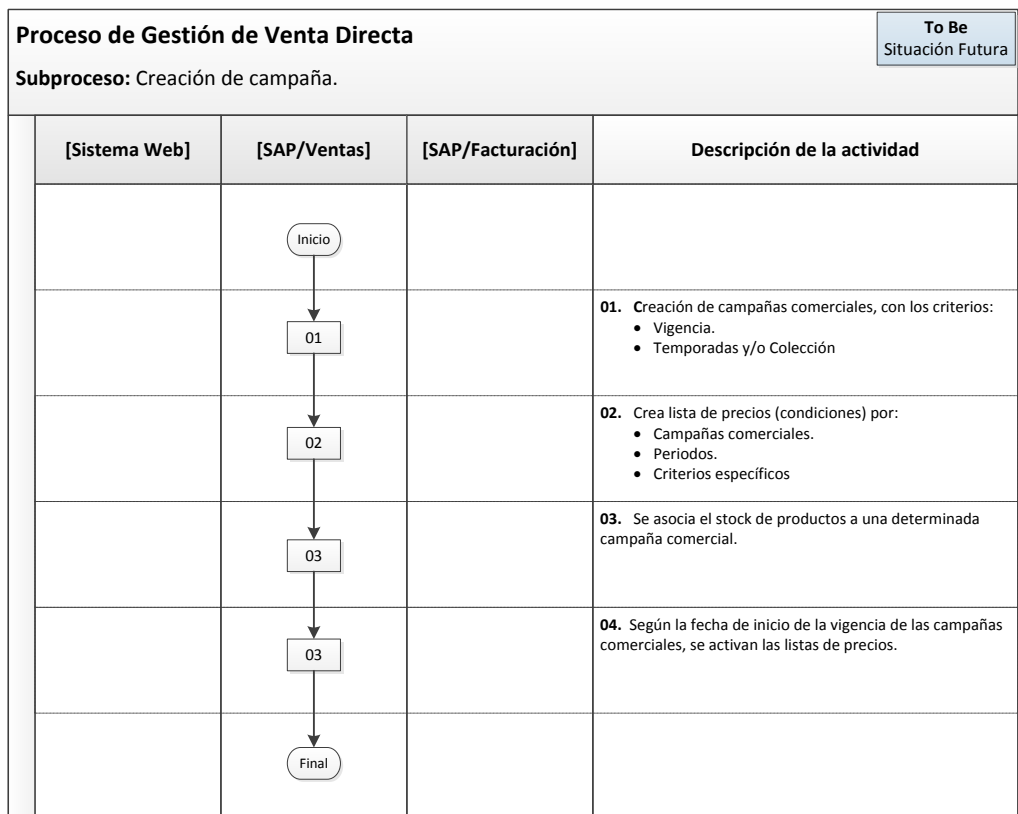 Proceso de Gestión de Venta Directa
To Be
Situación Futura
Subproceso: Creación de campaña.
[Sistema Web]
[SAP/Ventas]
[SAP/Facturación]
Descripción de la actividad
Inicio
01
01. Creación de campañas comerciales, con los criterios:
• Vigencia.
• Temporadas y/o Colección
02
02. Crea lista de precios (condiciones) por:
• Campañas comerciales.
• Periodos.
• Criterios específicos
03
03. Se asocia el stock de productos a una determinada
campaña comercial.
03
04. Según la fecha de inicio de la vigencia de las campañas
comerciales, se activan las listas de precios.
Final